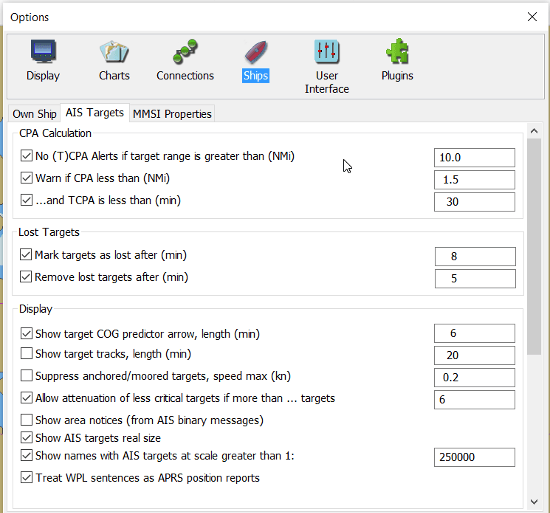 Options
Display
Charts
Connections
Ships
User
Interface
Plugins
Own Ship
AIS Targets
MMSI Properties
CPA Calculation
No (T)CPA Alerts if target range is greater than (NMi) 10.0
Warn if CPA less than (NMi) 1.5
...and TCPA is less than (min) 30
Lost Targets
Mark targets as lost after (min) 8
Remove lost targets after (min) 5
Display
Show target COG predictor arrow, length (min) 6
Show target tracks, length (min) 20
Suppress anchored/moored targets, speed max (kn) 0.2
Allow attenuation of less critical targets if more than ... targets 6
Show area notices (from AIS binary messages)
Show AIS targets real size
Show names with AIS targets at scale greater than 1: 250000
Treat WPL sentences as APRS position reports